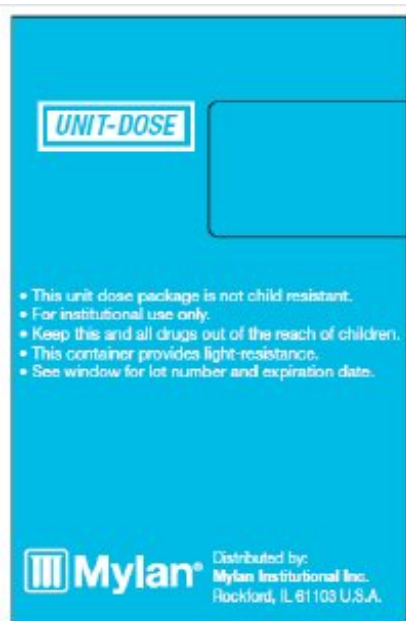 UNIT-DOSE
• This unit dose package is not child resistant.
• For institutional use only.
• Keep this and all drugs out of the reach of children.
• This container provides light-resistance.
• See window for lot number and expiration date.
Mylan®
Distributed by:
Mylan Institutional Inc.
Rockford, IL 61103 U.S.A.